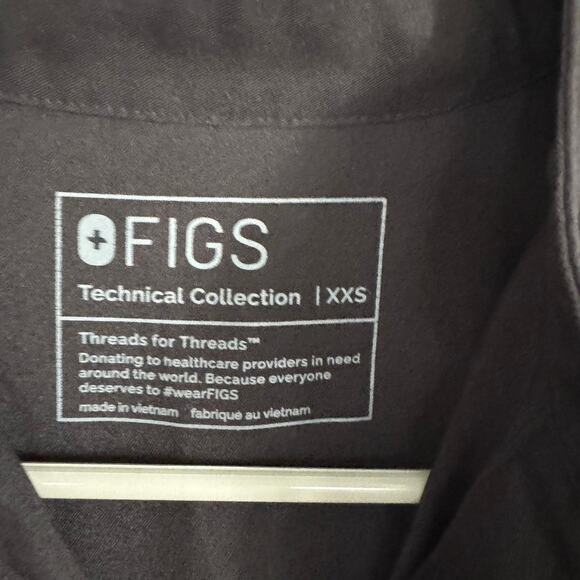 FIGS
Technical Collection | XXS
Threads for Threads™
Donating to healthcare providers in need
around the world. Because everyone
deserves to #wearFIGS
made in vietnam fabriqué au vietnam